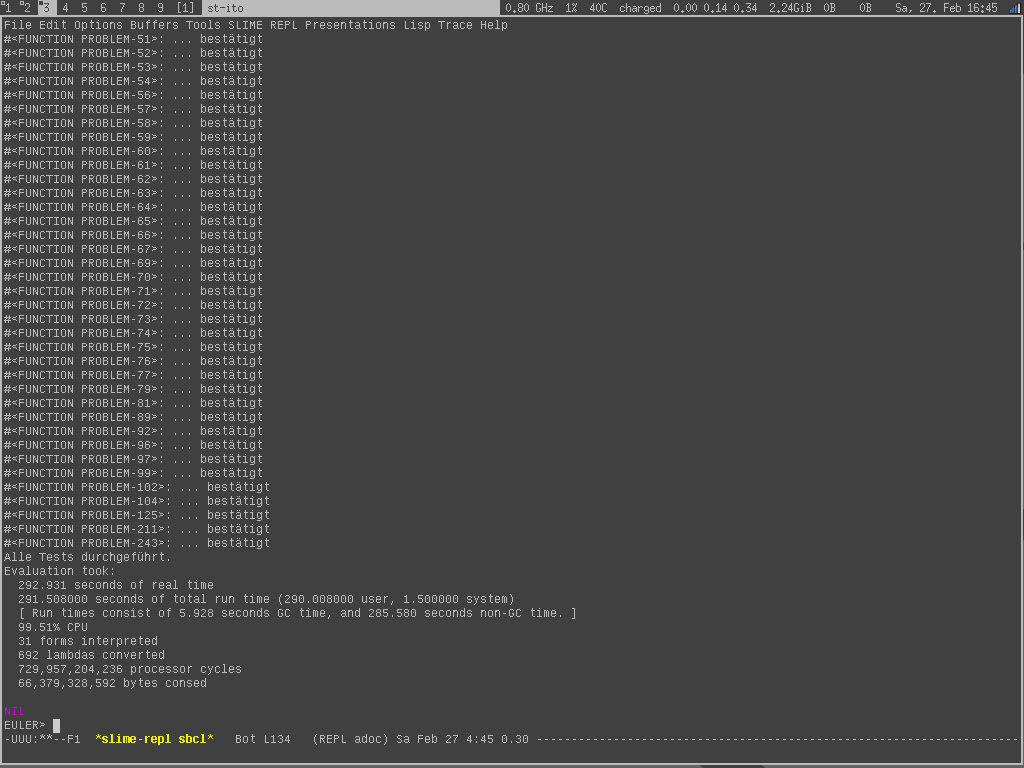 1 2 3 4 5 6 7 8 9 [1] st-ito 0,80 GHz 1% 40C charged 0,00 0,14 0,34 2,24GiB 0B 0B Sa, 27. Feb 16:45
File Edit Options Buffers Tools SLIME REPL Presentations Lisp Trace Help
#<FUNCTION PROBLEM-51>: ... bestätigt
#<FUNCTION PROBLEM-52>: ... bestätigt
#<FUNCTION PROBLEM-53>: ... bestätigt
#<FUNCTION PROBLEM-54>: ... bestätigt
#<FUNCTION PROBLEM-56>: ... bestätigt
#<FUNCTION PROBLEM-57>: ... bestätigt
#<FUNCTION PROBLEM-58>: ... bestätigt
#<FUNCTION PROBLEM-59>: ... bestätigt
#<FUNCTION PROBLEM-60>: ... bestätigt
#<FUNCTION PROBLEM-61>: ... bestätigt
#<FUNCTION PROBLEM-62>: ... bestätigt
#<FUNCTION PROBLEM-63>: ... bestätigt
#<FUNCTION PROBLEM-64>: ... bestätigt
#<FUNCTION PROBLEM-65>: ... bestätigt
#<FUNCTION PROBLEM-66>: ... bestätigt
#<FUNCTION PROBLEM-67>: ... bestätigt
#<FUNCTION PROBLEM-69>: ... bestätigt
#<FUNCTION PROBLEM-70>: ... bestätigt
#<FUNCTION PROBLEM-71>: ... bestätigt
#<FUNCTION PROBLEM-72>: ... bestätigt
#<FUNCTION PROBLEM-73>: ... bestätigt
#<FUNCTION PROBLEM-74>: ... bestätigt
#<FUNCTION PROBLEM-75>: ... bestätigt
#<FUNCTION PROBLEM-76>: ... bestätigt
#<FUNCTION PROBLEM-77>: ... bestätigt
#<FUNCTION PROBLEM-79>: ... bestätigt
#<FUNCTION PROBLEM-81>: ... bestätigt
#<FUNCTION PROBLEM-89>: ... bestätigt
#<FUNCTION PROBLEM-92>: ... bestätigt
#<FUNCTION PROBLEM-96>: ... bestätigt
#<FUNCTION PROBLEM-97>: ... bestätigt
#<FUNCTION PROBLEM-99>: ... bestätigt
#<FUNCTION PROBLEM-102>: ... bestätigt
#<FUNCTION PROBLEM-104>: ... bestätigt
#<FUNCTION PROBLEM-125>: ... bestätigt
#<FUNCTION PROBLEM-211>: ... bestätigt
#<FUNCTION PROBLEM-243>: ... bestätigt
Alle Tests durchgeführt.
Evaluation took:
292.931 seconds of real time
291.508000 seconds of total run time (290.008000 user, 1.500000 system)
[ Run times consist of 5.928 seconds GC time, and 285.580 seconds non-GC time. ]
99.51% CPU
31 forms interpreted
692 lambdas converted
729,957,204,236 processor cycles
66,379,328,592 bytes consed
NIL
EULER>
-UUU:**--F1 *slime-repl sbcl* Bot L134 (REPL adoc) Sa Feb 27 4:45 0.30 ---------------------------------------------------------------------